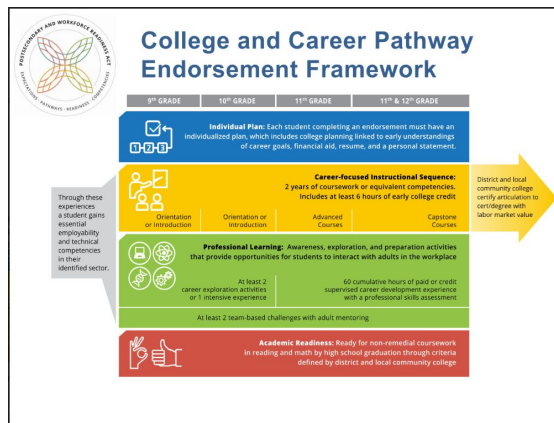 POSTSECONDARY AND WORKFORCE READINESS ACT
EXPECTATIONS · PATHWAYS · READINESS · COMPETENCIES
College and Career Pathway
Endorsement Framework
9th GRADE
10th GRADE
11th GRADE
11th & 12th GRADE
Individual Plan: Each student completing an endorsement must have an
individualized plan, which includes college planning linked to early understandings
of career goals, financial aid, resume, and a personal statement.
1 2 3
Career-focused Instructional Sequence:
2 years of coursework or equivalent competencies.
Includes at least 6 hours of early college credit
Orientation
or Introduction
Orientation or
Introduction
Advanced
Courses
Capstone
Courses
District and local
community college
certify articulation to
cert/degree with
labor market value
Through these
experiences
a student gains
essential
employability
and technical
competencies
in their
identified sector.
Professional Learning: Awareness, exploration, and preparation activities
that provide opportunities for students to interact with adults in the workplace
At least 2
career exploration activities
or 1 intensive experience
60 cumulative hours of paid or credit
supervised career development experience
with a professional skills assessment
At least 2 team-based challenges with adult mentoring
Academic Readiness: Ready for non-remedial coursework
in reading and math by high school graduation through criteria
defined by district and local community college